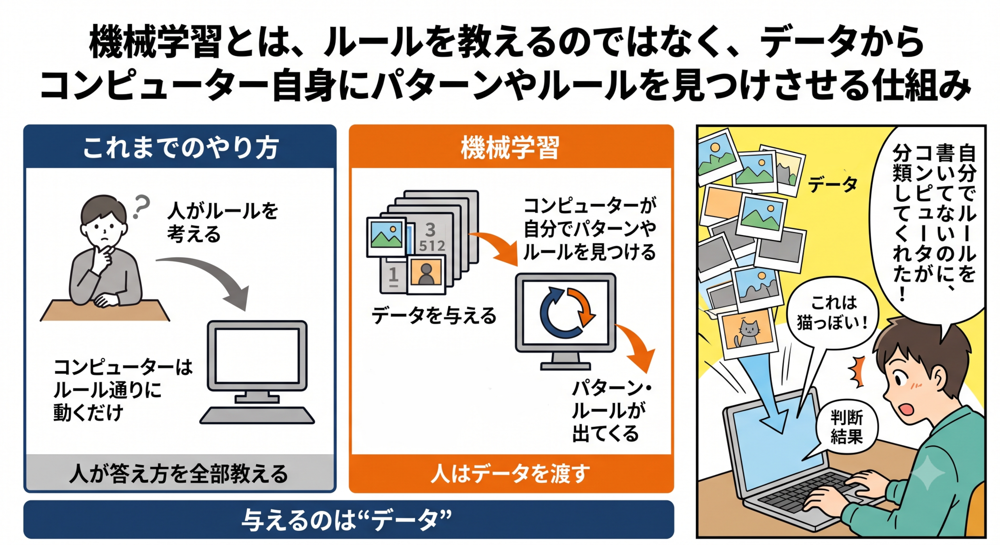 機械学習とは、ルールを教えるのではなく、データから
コンピューター自身にパターンやルールを見つけさせる仕組み
これまでのやり方
?
人がルールを
考える
コンピューターは
ルール通りに
動くだけ
人が答え方を全部教える
機械学習
3
512
1
データを与える
コンピューターが
自分でパターンや
ルールを見つける
パターン・
ルールが
出てくる
人はデータを渡す
与えるのは“データ”
自分でルールを
書いてないのに、
コンピュータが
分類してくれた!
データ
これは
猫っぽい!
判断
結果